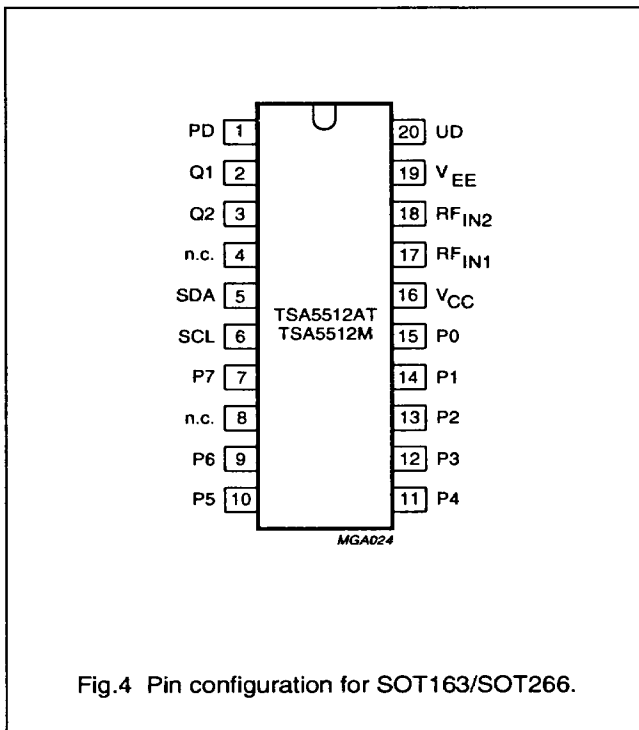 PD 1 20 UD
Q1 2 19 VEE
Q2 3 18 RFIN2
n.c. 4 17 RFIN1
SDA 5 16 VCC
TSA5512AT
SCL 6 TSA5512M 15 P0
P7 7 14 P1
n.c. 8 13 P2
P6 9 12 P3
P5 10 11 P4
MGA024
Fig.4 Pin configuration for SOT163/SOT266.